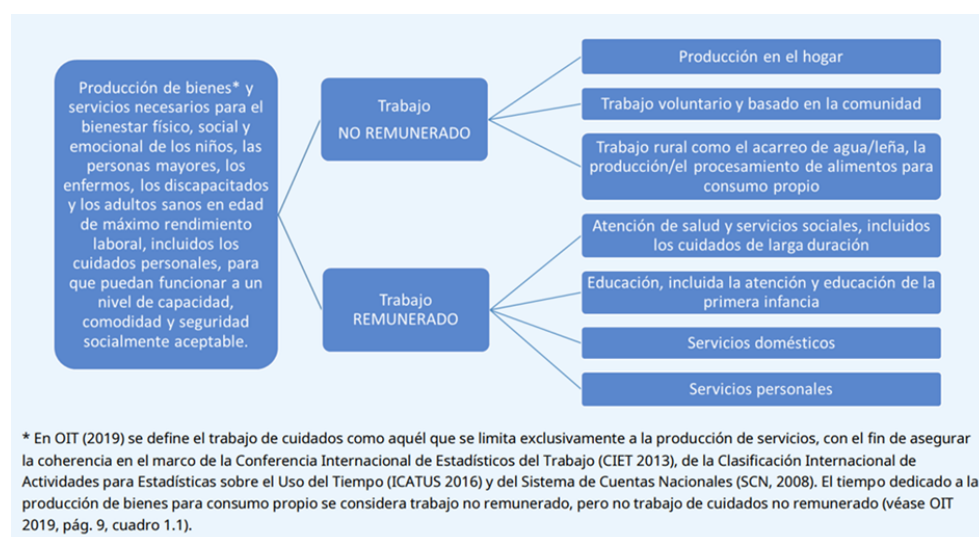 Producción de bienes* y
servicios necesarios para el
bienestar físico, social y
emocional de los niños, las
personas mayores, los
enfermos, los discapacitados
y los adultos sanos en edad
de máximo rendimiento
laboral, incluidos los
cuidados personales, para
que puedan funcionar a un
nivel de capacidad,
comodidad y seguridad
socialmente aceptable.
Trabajo
NO REMUNERADO
Producción en el hogar
Trabajo voluntario y basado en la comunidad
Trabajo rural como el acarreo de agua/leña, la
producción/el procesamiento de alimentos para
consumo propio
Trabajo
REMUNERADO
Atención de salud y servicios sociales, incluidos
los cuidados de larga duración
Educación, incluida la atención y educación de la
primera infancia
Servicios domésticos
Servicios personales
* En OIT (2019) se define el trabajo de cuidados como aquél que se limita exclusivamente a la producción de servicios, con el fin de asegurar
la coherencia en el marco de la Conferencia Internacional de Estadísticos del Trabajo (CIET 2013), de la Clasificación Internacional de
Actividades para Estadísticas sobre el Uso del Tiempo (ICATUS 2016) y del Sistema de Cuentas Nacionales (SCN, 2008). El tiempo dedicado a la
producción de bienes para consumo propio se considera trabajo no remunerado, pero no trabajo de cuidados no remunerado (véase OIT
2019, pág. 9, cuadro 1.1).